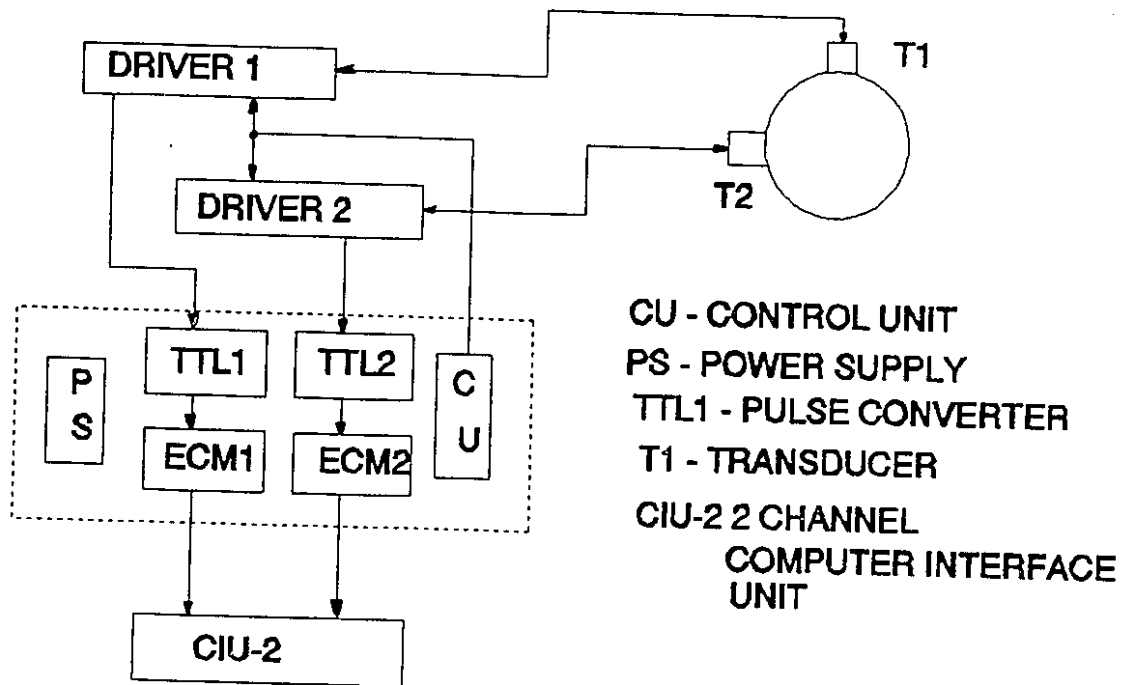 DRIVER 1
T1
T2
DRIVER 2
TTL1
TTL2
P
S
C
U
ECM1
ECM2
CIU-2
CU - CONTROL UNIT
PS - POWER SUPPLY
TTL1 - PULSE CONVERTER
T1 - TRANSDUCER
CIU-2 2 CHANNEL
COMPUTER INTERFACE
UNIT